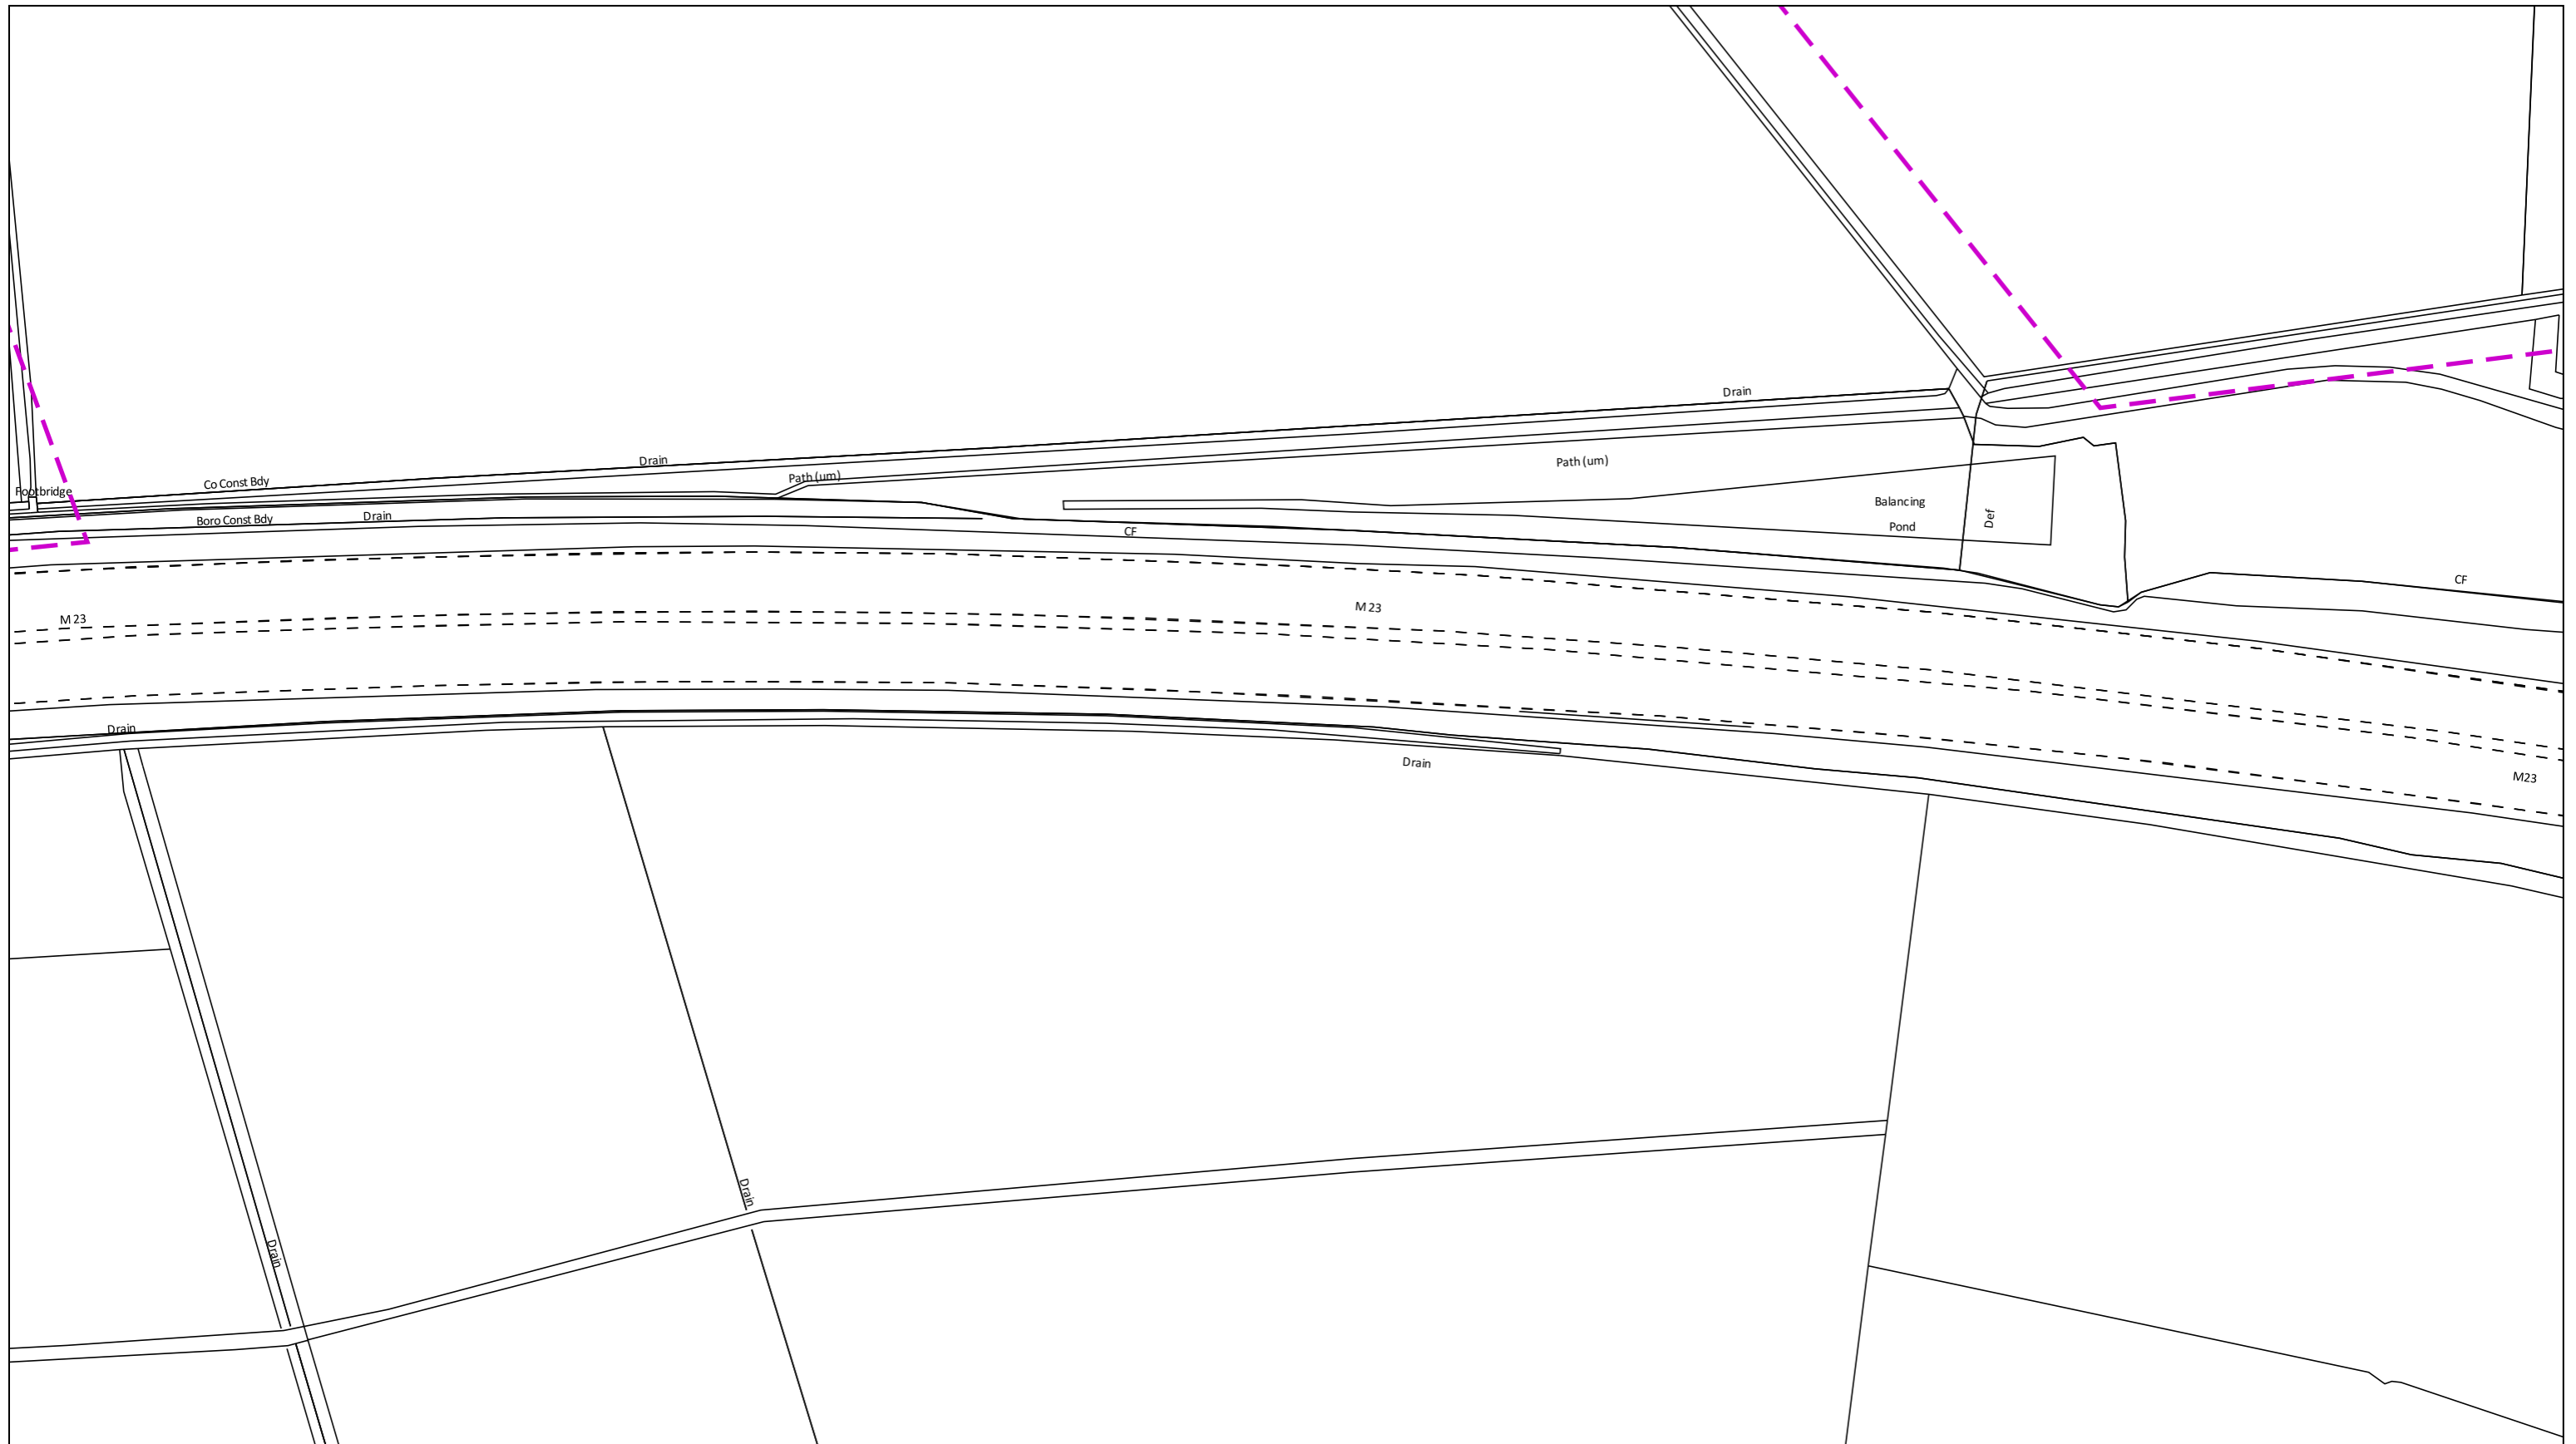 Drain
Drain
Path (um)
Path (um)
Co Const Bdy
Footbridge
Balancing
Pond
Def
Boro Const Bdy
Drain
CF
CF
M 23
M 23
Drain
Drain
M23
Drain
Drain